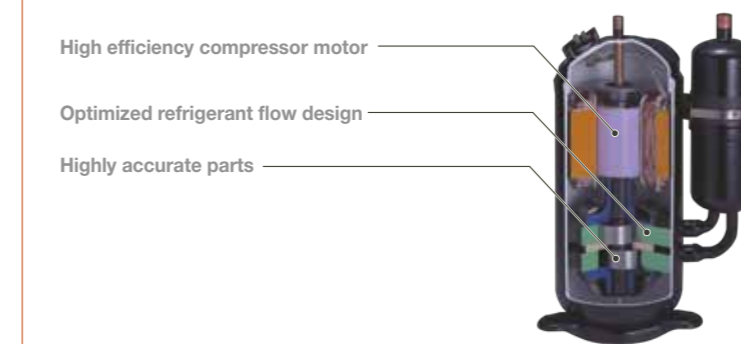 High efficiency compressor motor
Optimized refrigerant flow design
Highly accurate parts